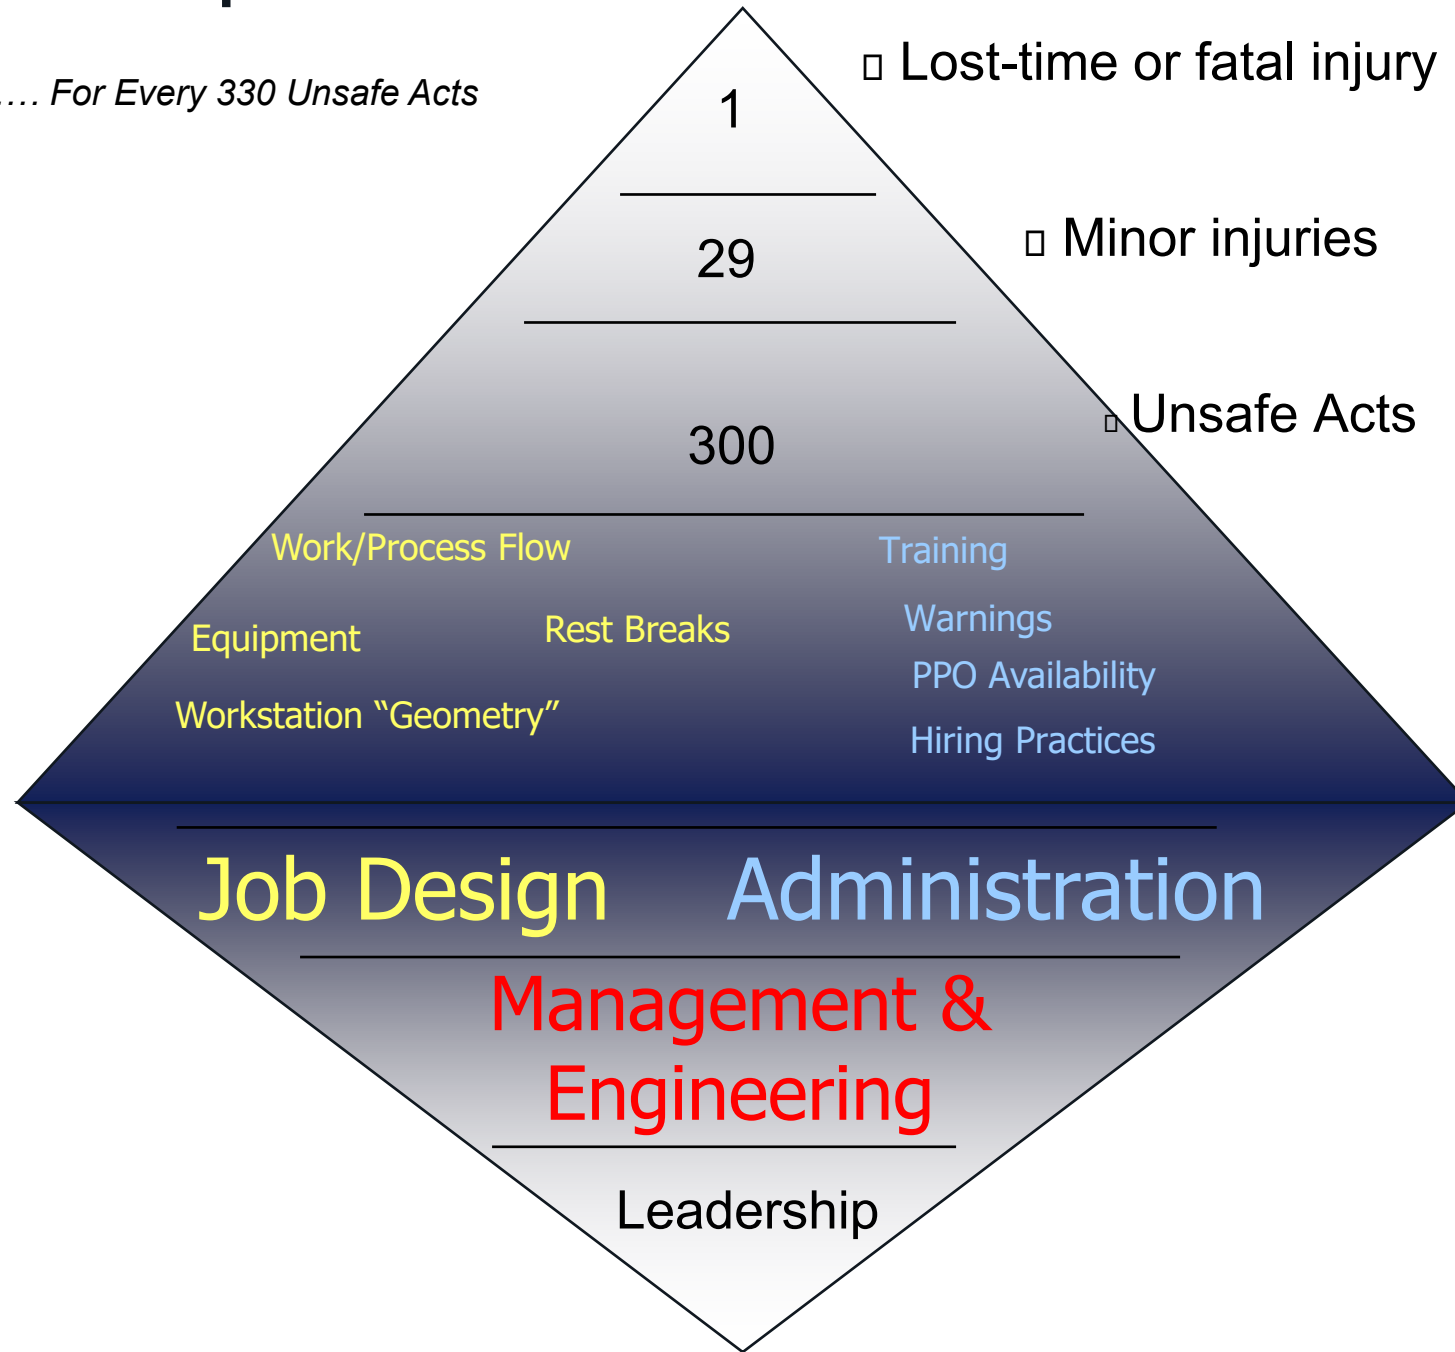 …. For Every 330 Unsafe Acts
Lost-time or fatal injury
1
Minor injuries
29
Unsafe Acts
300
Work/Process Flow
Training
Equipment
Rest Breaks
Warnings
PPO Availability
Workstation “Geometry”
Hiring Practices
Job Design
Administration
Management &
Engineering
Leadership